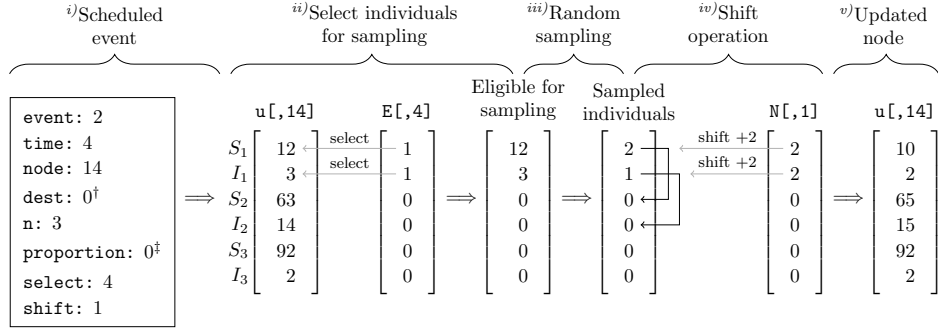 i)Scheduled event
ii)Select individuals for sampling
iii)Random sampling
iv)Shift operation
v)Updated node
event: 2
time: 4
node: 14
dest: 0†
n: 3
proportion: 0‡
select: 4
shift: 1
u[,14] E[,4] Eligible for sampling Sampled individuals N[,1] u[,14]
S1 12 select 1 12 2 shift +2 2 10
I1 3 select 1 3 1 shift +2 2 2
⟹ S2 63 0 ⟹ 0 ⟹ 0 0 ⟹ 65
I2 14 0 0 0 0 15
S3 92 0 0 0 0 92
I3 2 0 0 0 0 2